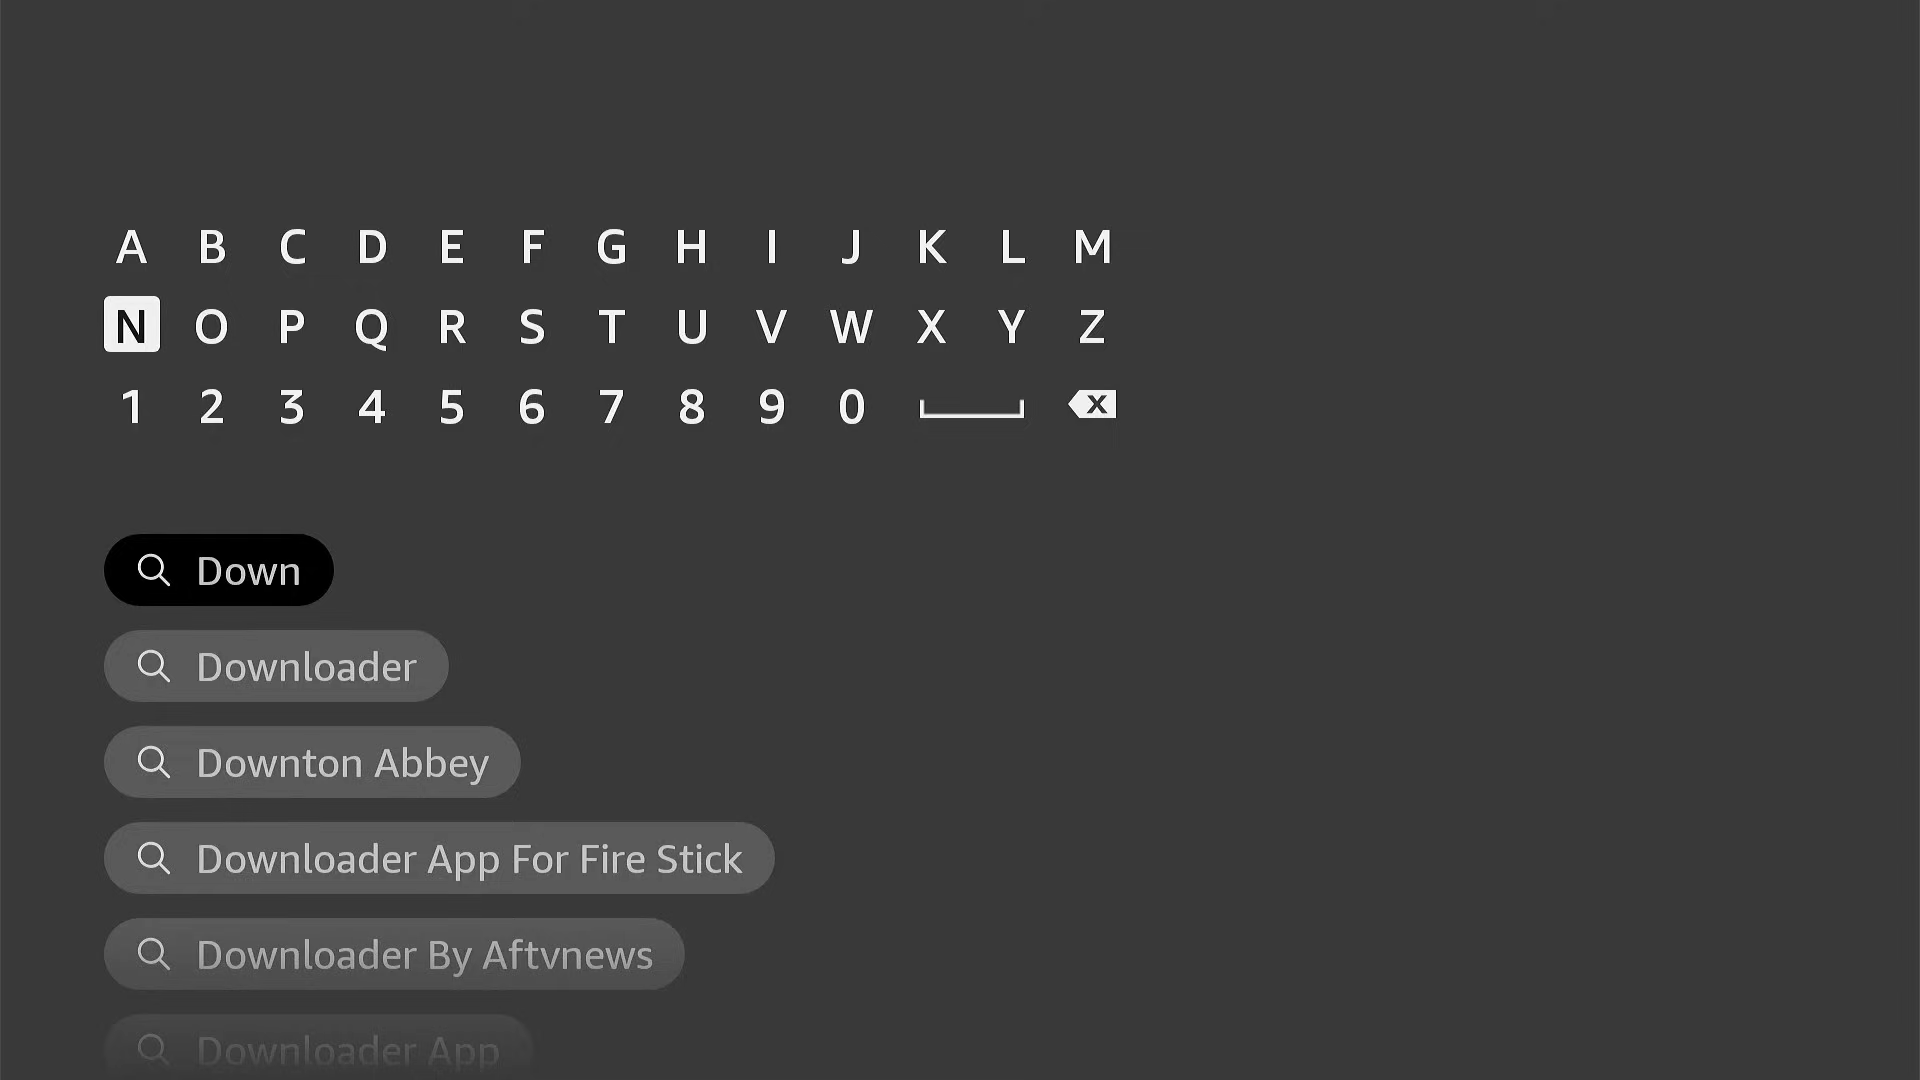 A B C D E F G H I J K L M
N O P Q R S T U V W X Y Z
1 2 3 4 5 6 7 8 9 0
Down
Downloader
Downton Abbey
Downloader App For Fire Stick
Downloader By Aftvnews
Downloader App